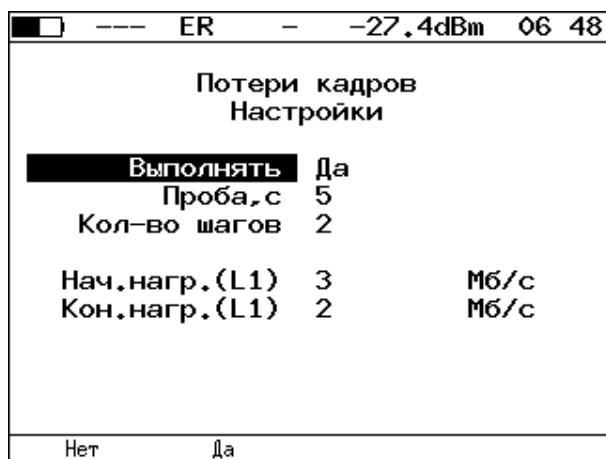 --- ER - -27.4dBm 06 48
Потери кадров
Настройки
Выполнять Да
Проба,с 5
Кол-во шагов 2
Нач.нагр.(L1) 3 Мб/с
Кон.нагр.(L1) 2 Мб/с
Нет Да